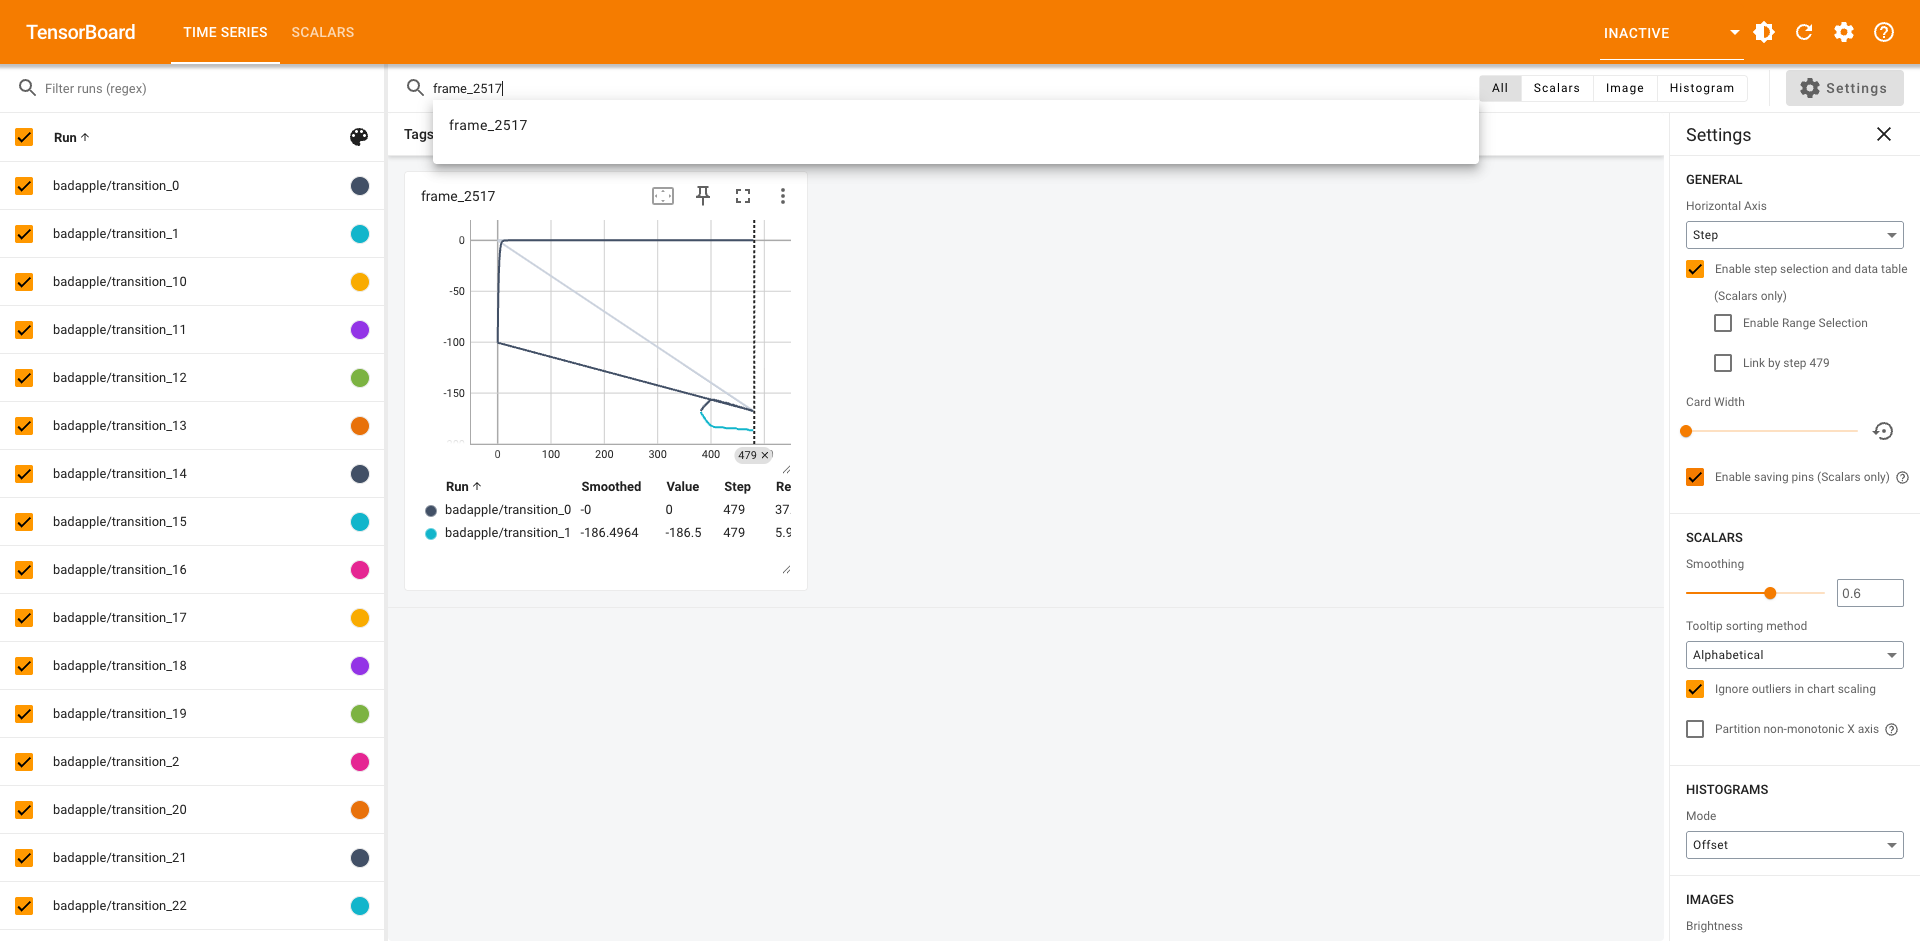 TensorBoard TIME SERIES SCALARS INACTIVE
Filter runs (regex)
Run
badapple/transition_0
badapple/transition_1
badapple/transition_10
badapple/transition_11
badapple/transition_12
badapple/transition_13
badapple/transition_14
badapple/transition_15
badapple/transition_16
badapple/transition_17
badapple/transition_18
badapple/transition_19
badapple/transition_2
badapple/transition_20
badapple/transition_21
badapple/transition_22
frame_2517
All Scalars Image Histogram Settings
frame_2517
Tags
frame_2517
0
-50
-100
-150
0 100 200 300 400 479
Run Smoothed Value Step Re
badapple/transition_0 -0 0 479 37.
badapple/transition_1 -186.4964 -186.5 479 5.9
Settings
GENERAL
Horizontal Axis
Step
Enable step selection and data table
(Scalars only)
Enable Range Selection
Link by step 479
Card Width
Enable saving pins (Scalars only)
SCALARS
Smoothing
0.6
Tooltip sorting method
Alphabetical
Ignore outliers in chart scaling
Partition non-monotonic X axis
HISTOGRAMS
Mode
Offset
IMAGES
Brightness